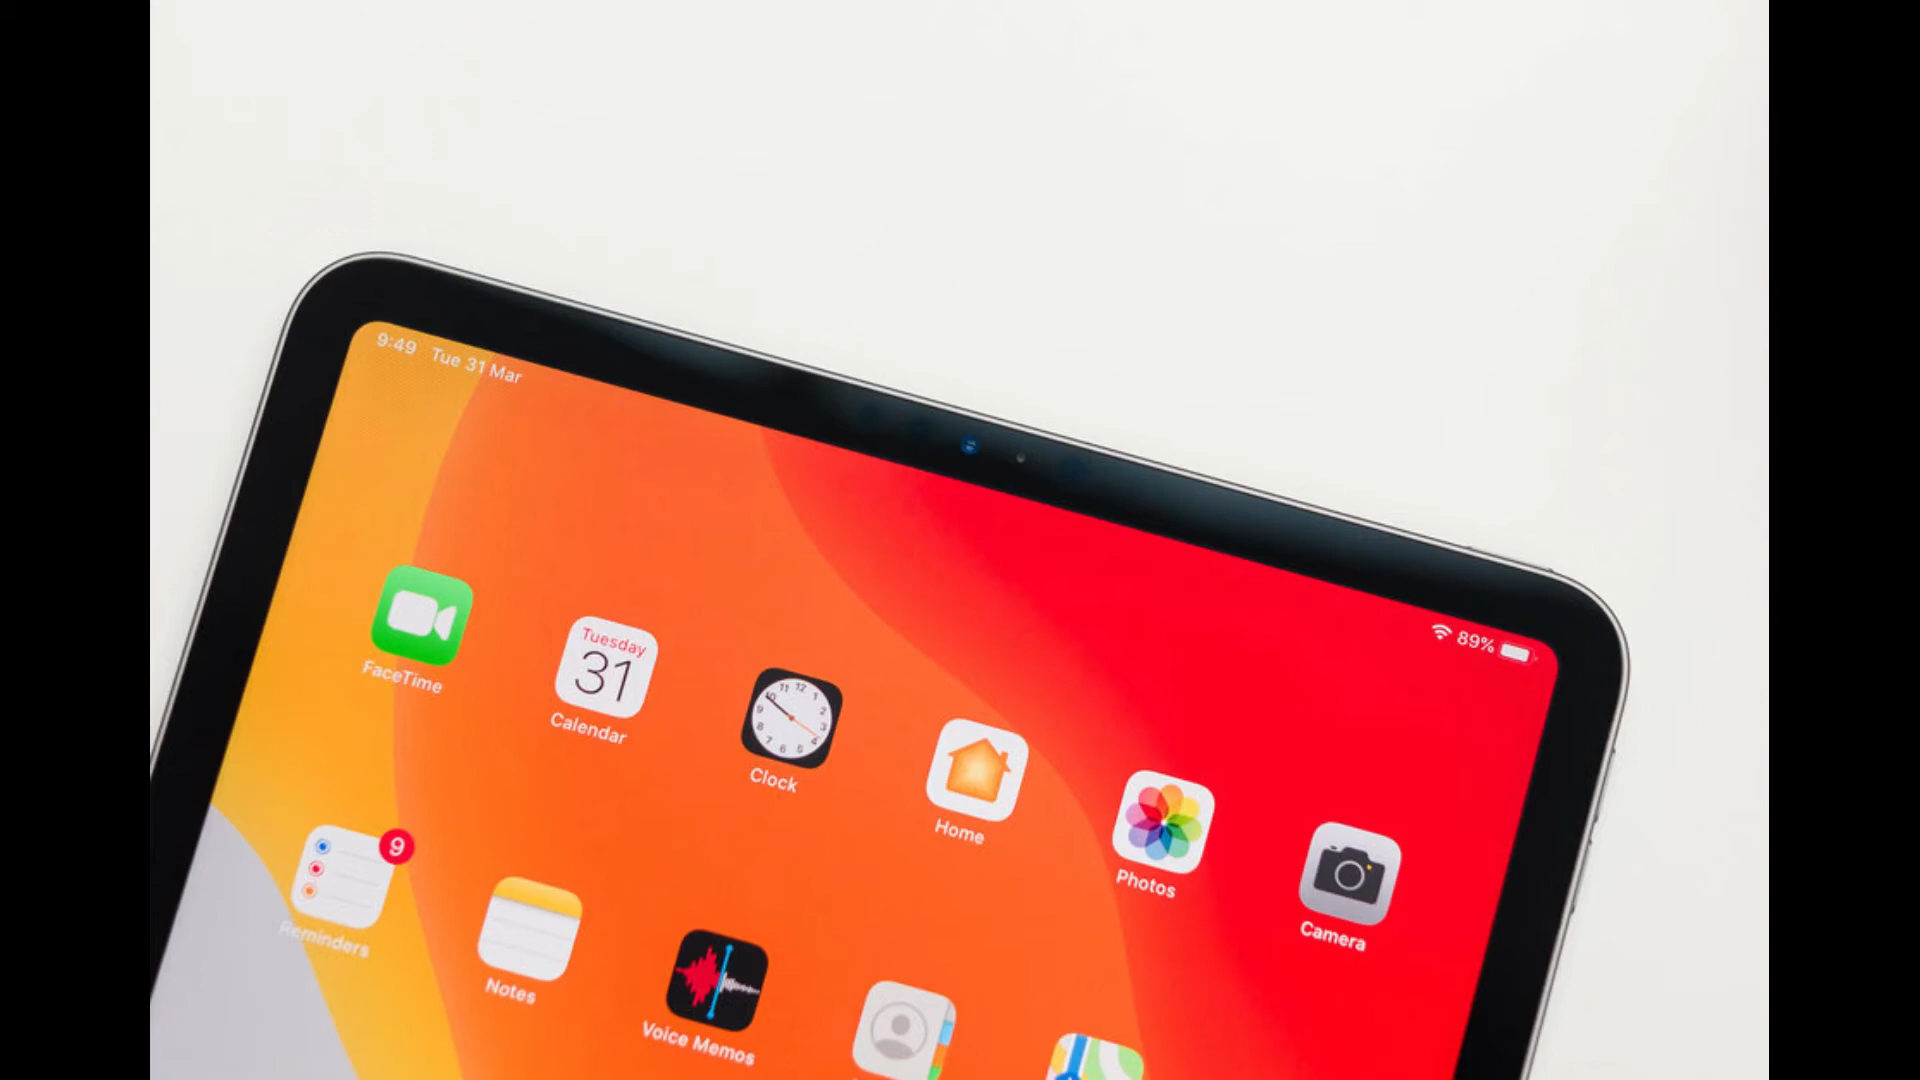 9:49 Tue 31 Mar
89%
FaceTime
Tuesday
31
Calendar
Clock
Home
Photos
Camera
9
Reminders
Notes
Voice Memos